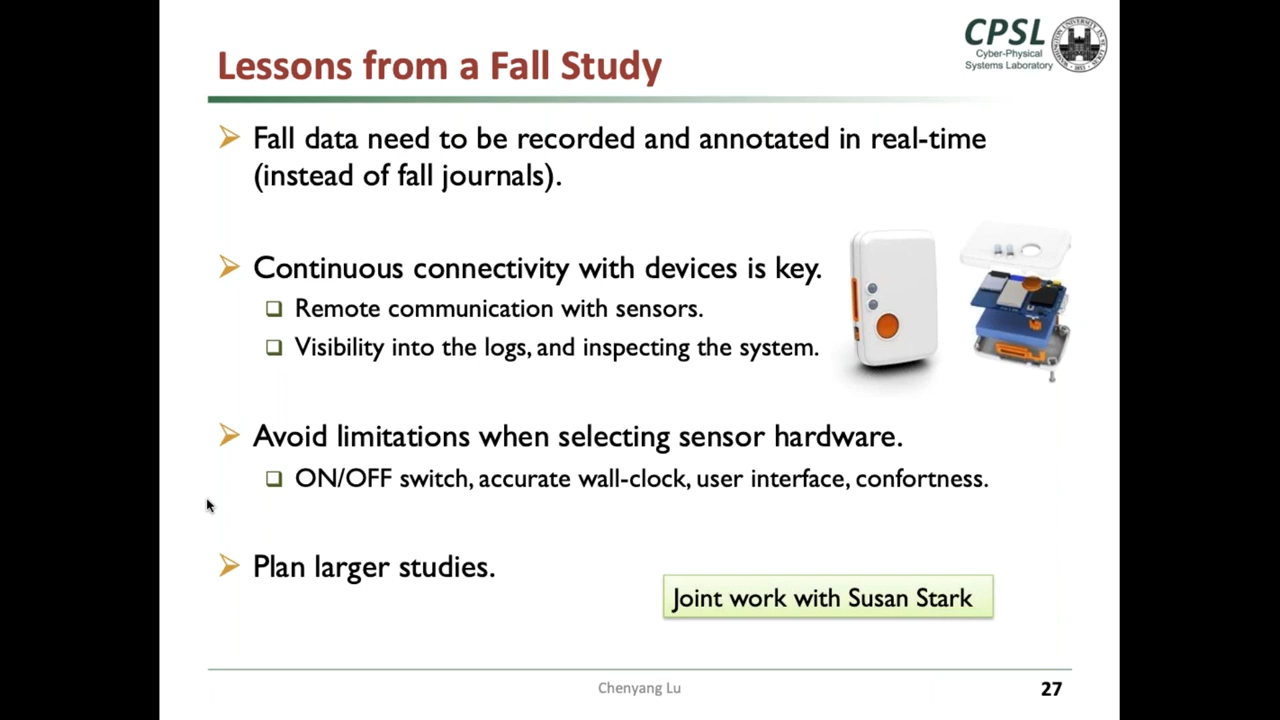 CPSL
Cyber-Physical
Systems Laboratory
Lessons from a Fall Study
Fall data need to be recorded and annotated in real-time
(instead of fall journals).
Continuous connectivity with devices is key.
Remote communication with sensors.
Visibility into the logs, and inspecting the system.
Avoid limitations when selecting sensor hardware.
ON/OFF switch, accurate wall-clock, user interface, confortness.
Plan larger studies.
Joint work with Susan Stark
Chenyang Lu
27